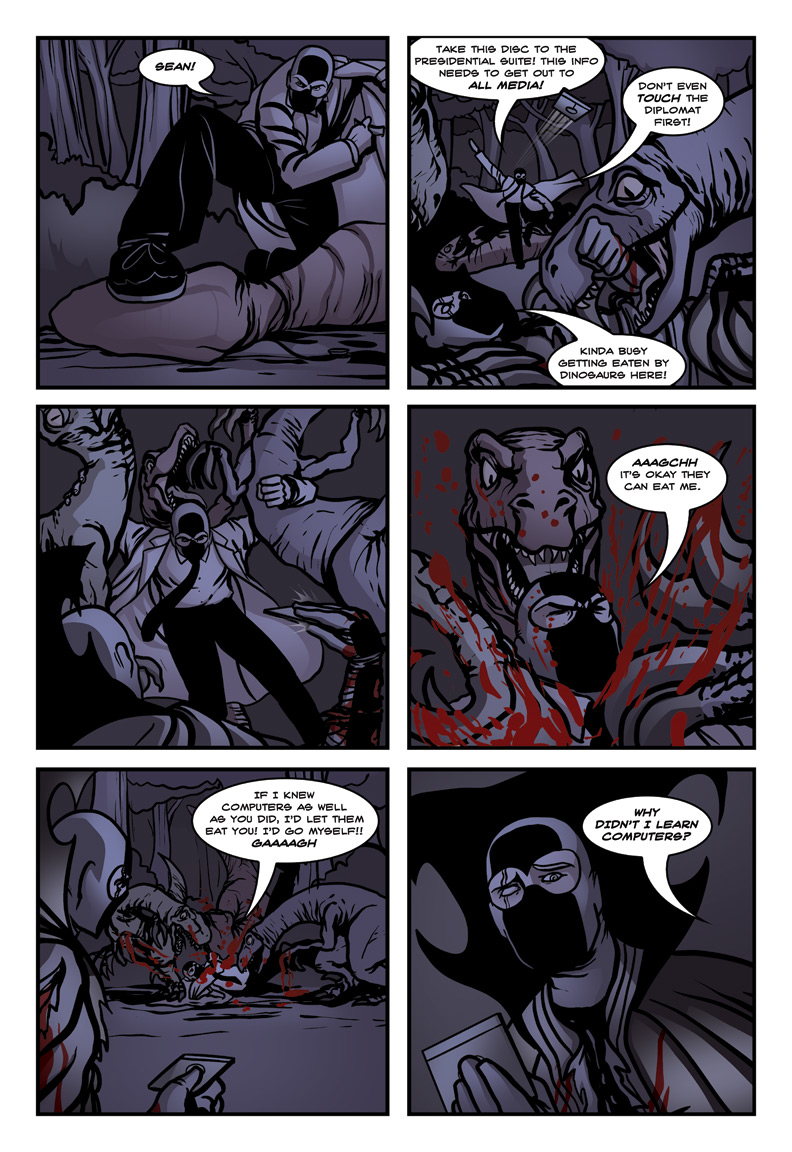 SEAN!
TAKE THIS DISC TO THE
PRESIDENTIAL SUITE! THIS INFO
NEEDS TO GET OUT TO
ALL MEDIA!
DON'T EVEN
TOUCH THE
DIPLOMAT
FIRST!
KINDA BUSY
GETTING EATEN BY
DINOSAURS HERE!
AAAGCHH
IT'S OKAY THEY
CAN EAT ME.
IF I KNEW
COMPUTERS AS WELL
AS YOU DID, I'D LET THEM
EAT YOU! I'D GO MYSELF!!
GAAAAGH
WHY
DIDN'T I LEARN
COMPUTERS?